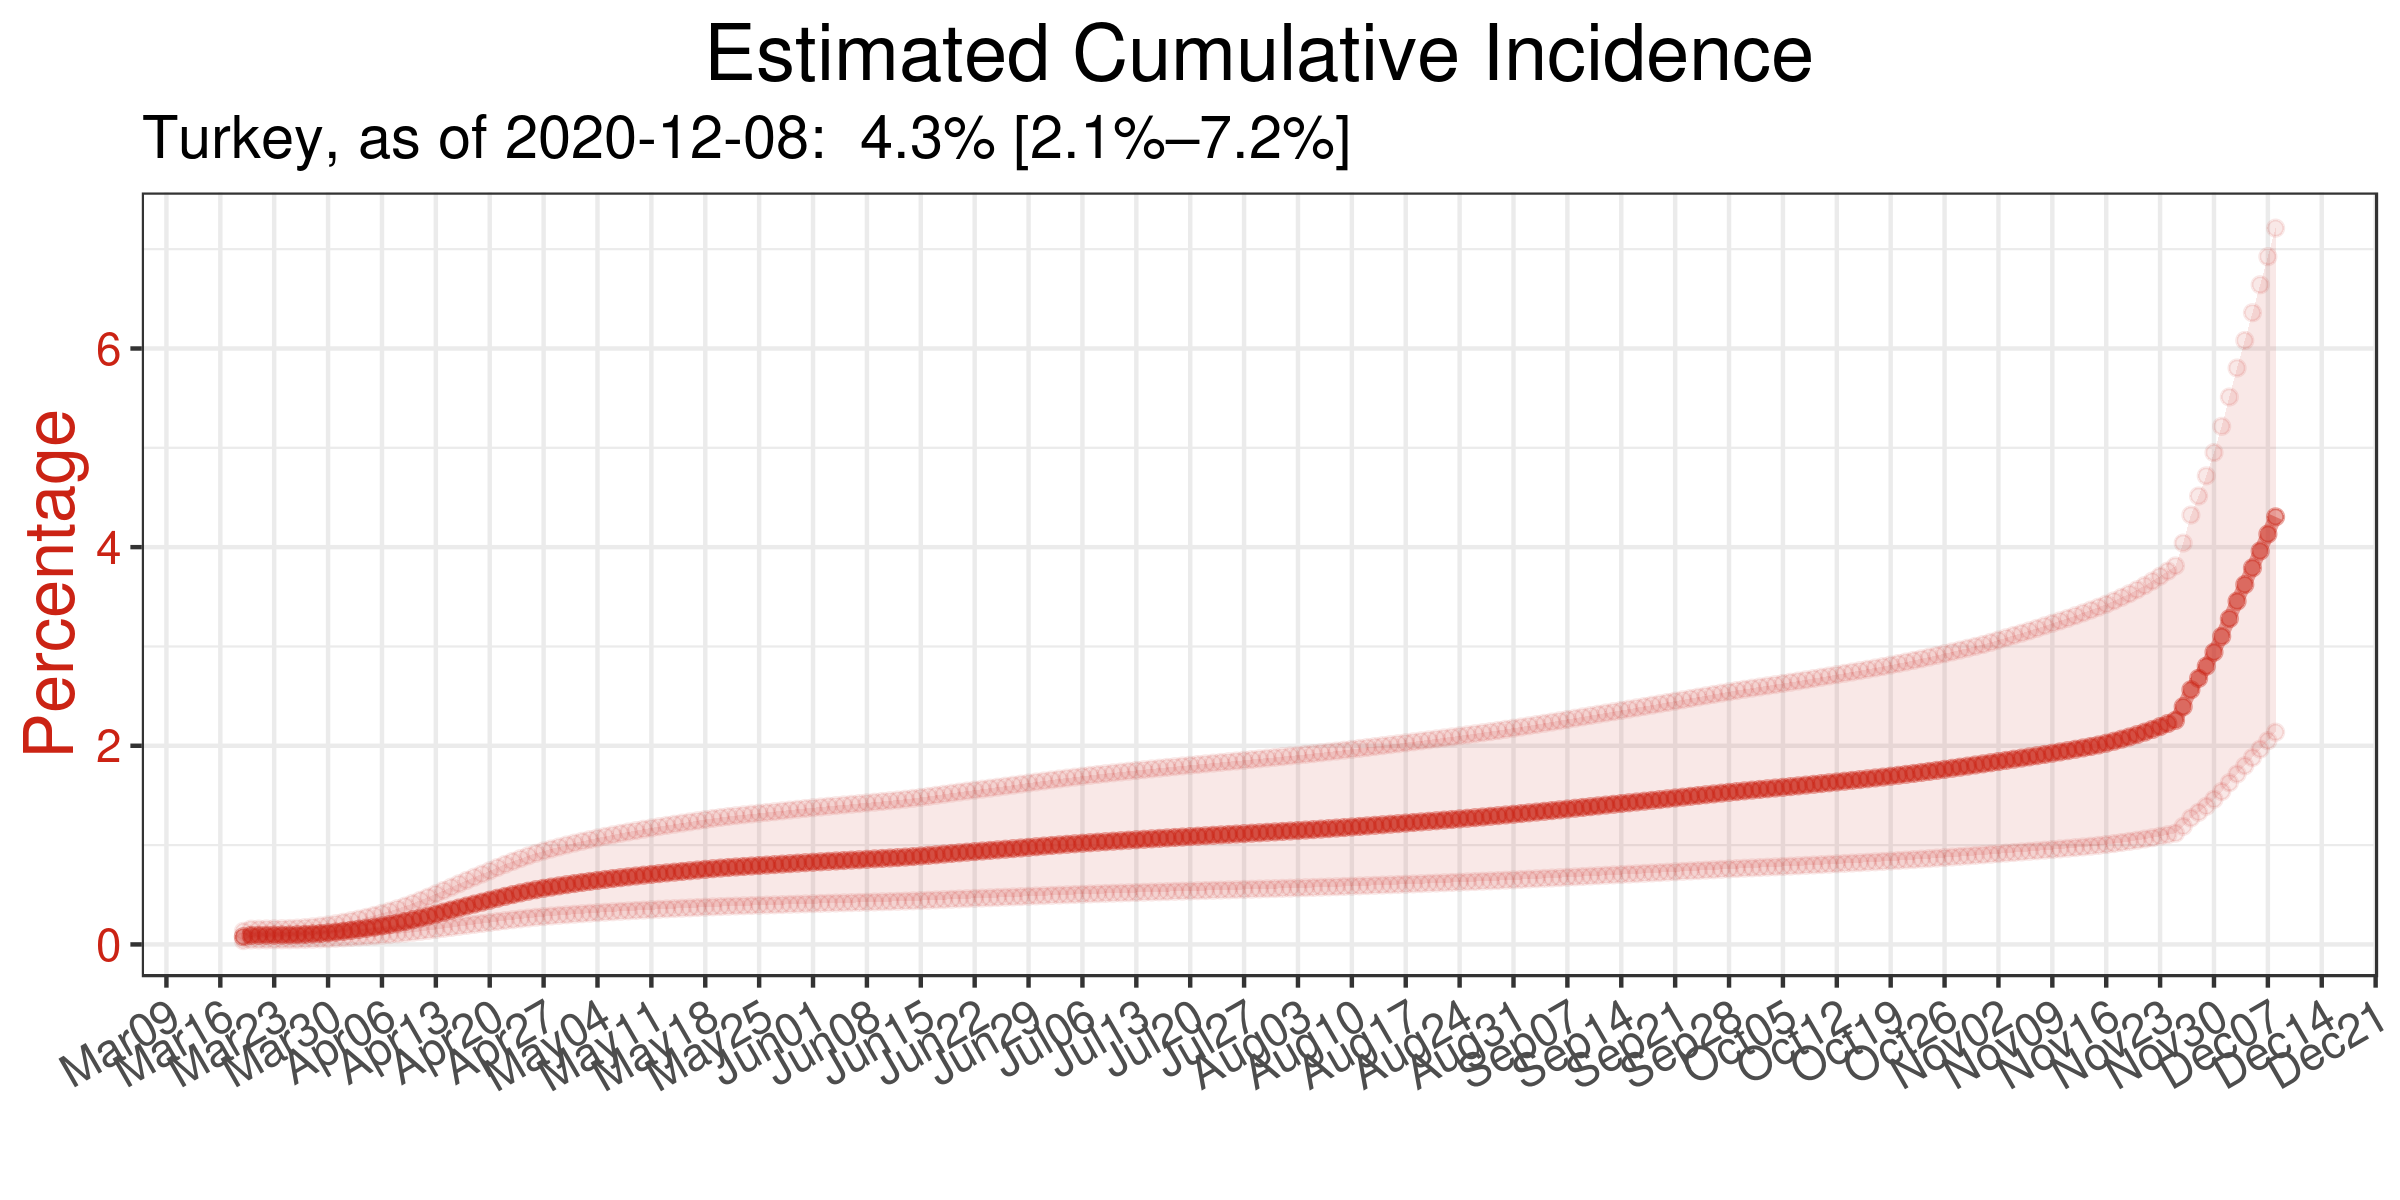 Estimated Cumulative Incidence
Turkey, as of 2020-12-08:  4.3% [2.1%–7.2%]
Percentage
6
4
2
0
Mar09
Mar16
Mar23
Mar30
Apr06
Apr13
Apr20
Apr27
May04
May11
May18
May25
Jun01
Jun08
Jun15
Jun22
Jun29
Jul06
Jul13
Jul20
Jul27
Aug03
Aug10
Aug17
Aug24
Aug31
Sep07
Sep14
Sep21
Sep28
Oct05
Oct12
Oct19
Oct26
Nov02
Nov09
Nov16
Nov23
Nov30
Dec07
Dec14
Dec21